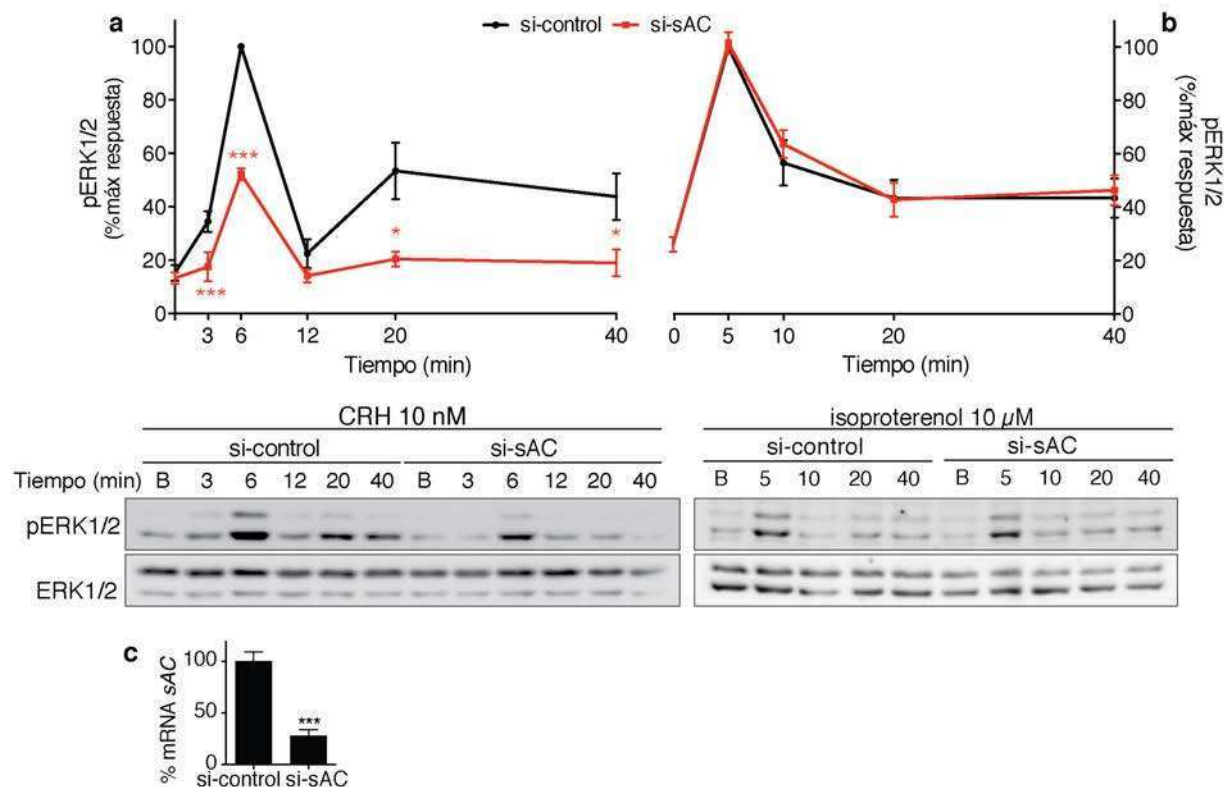 a
si-control
si-sAC
b
pERK1/2
(%máx respuesta)
100
80
60
40
20
0
***
***
*
*
3
6
12
20
40
Tiempo (min)
pERK1/2
(%máx respuesta)
100
80
60
40
20
0
0
5
10
20
40
Tiempo (min)
CRH 10 nM
si-control si-sAC
Tiempo (min) B 3 6 12 20 40 B 3 6 12 20 40
isoproterenol 10 µM
si-control si-sAC
B 5 10 20 40 B 5 10 20 40
pERK1/2
ERK1/2
c
% mRNA sAC
100
50
0
***
si-control si-sAC